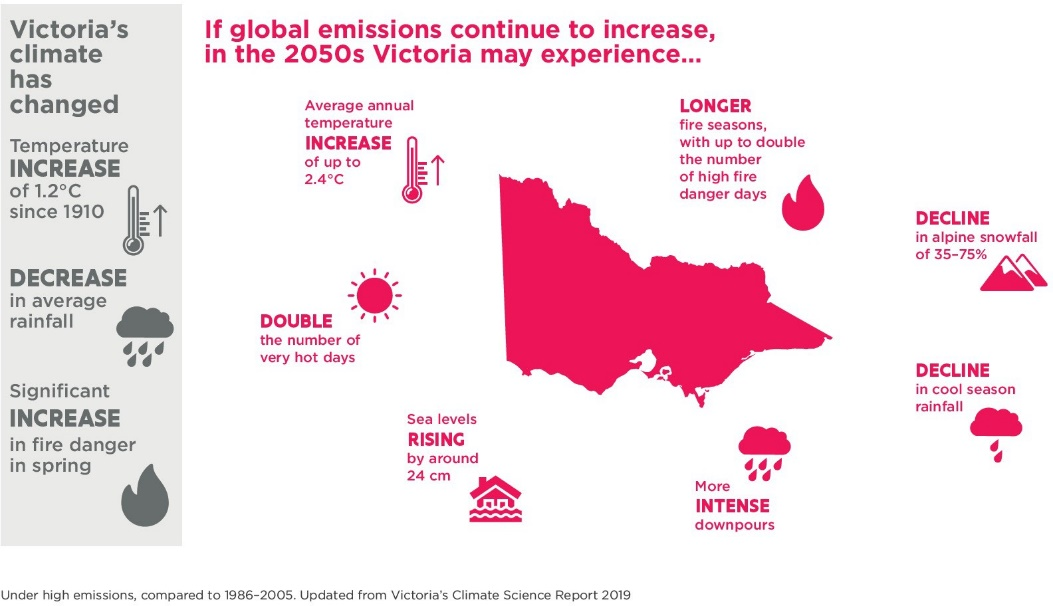 Victoria's
climate
has
changed
Temperature
INCREASE
of 1.2°C
since 1910
DECREASE
in average
rainfall
Significant
INCREASE
in fire danger
in spring
If global emissions continue to increase,
in the 2050s Victoria may experience...
Average annual
temperature
INCREASE
of up to
2.4°C
LONGER
fire seasons,
with up to double
the number
of high fire
danger days
DECLINE
in alpine snowfall
of 35–75%
DOUBLE
the number of
very hot days
DECLINE
in cool season
rainfall
Sea levels
RISING
by around
24 cm
More
INTENSE
downpours
Under high emissions, compared to 1986–2005. Updated from Victoria's Climate Science Report 2019